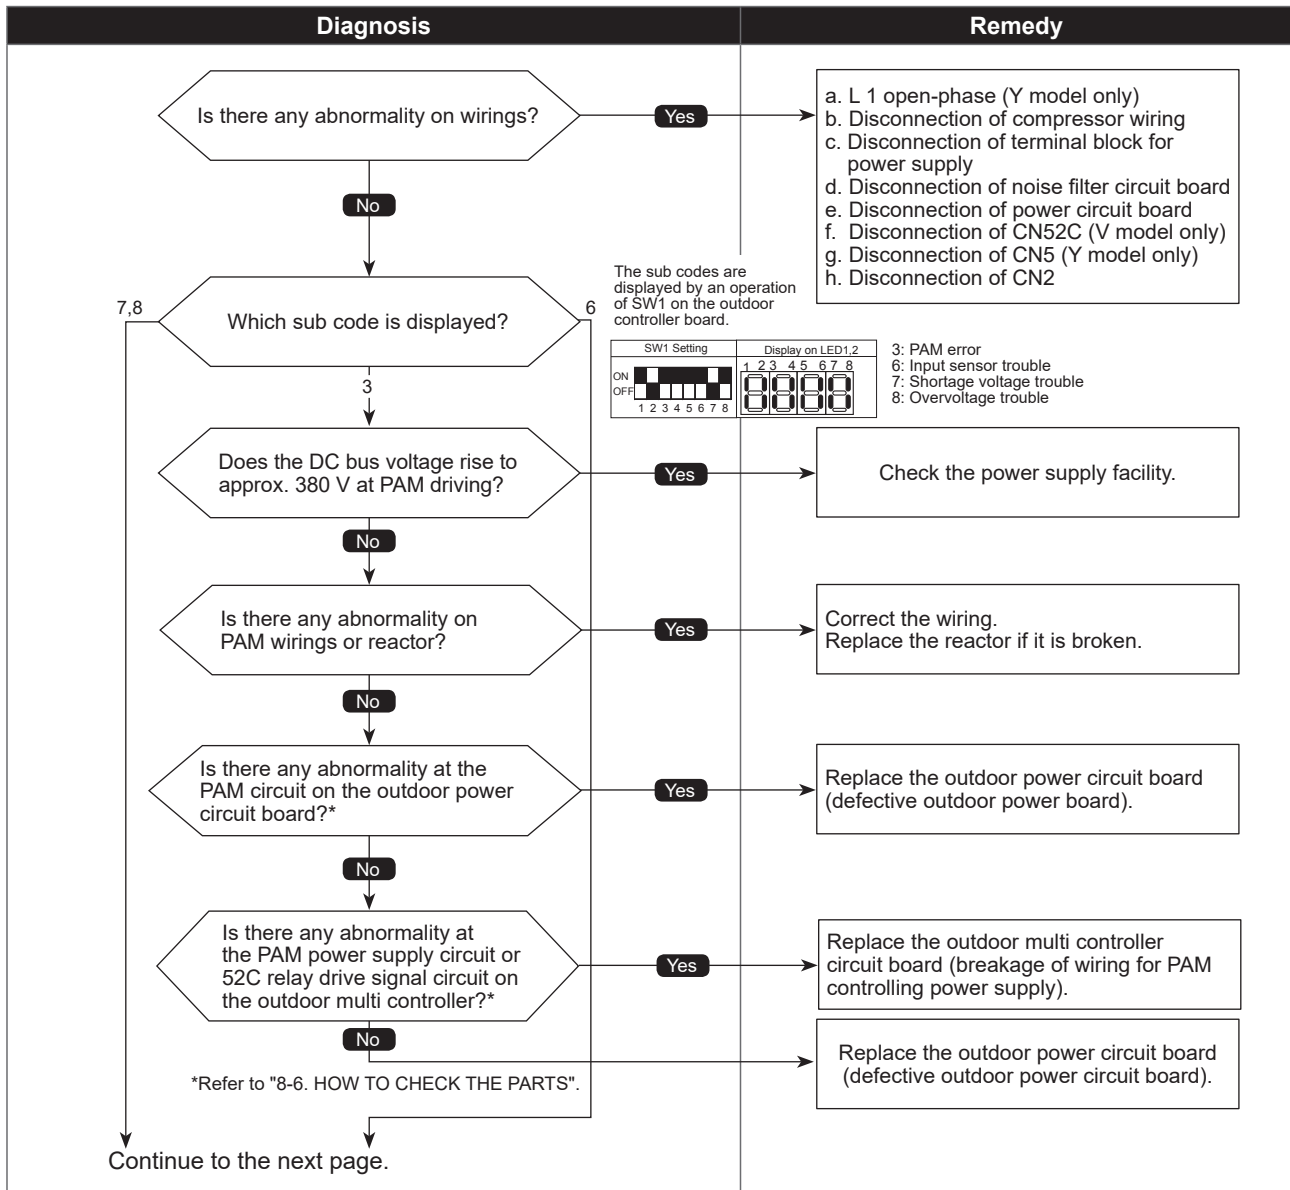 Diagnosis
Remedy
Is there any abnormality on wirings?
Yes
a. L 1 open-phase (Y model only)
b. Disconnection of compressor wiring
c. Disconnection of terminal block for
power supply
d. Disconnection of noise filter circuit board
e. Disconnection of power circuit board
f. Disconnection of CN52C (V model only)
g. Disconnection of CN5 (Y model only)
h. Disconnection of CN2
No
The sub codes are
displayed by an operation
of SW1 on the outdoor
controller board.
7,8
Which sub code is displayed?
6
3
SW1 Setting
Display on LED1,2
ON
OFF
1 2 3 4 5 6 7 8
1 2 3 4 5 6 7 8
3: PAM error
6: Input sensor trouble
7: Shortage voltage trouble
8: Overvoltage trouble
Does the DC bus voltage rise to
approx. 380 V at PAM driving?
Yes
Check the power supply facility.
No
Is there any abnormality on
PAM wirings or reactor?
Yes
Correct the wiring.
Replace the reactor if it is broken.
No
Is there any abnormality at the
PAM circuit on the outdoor power
circuit board?*
Yes
Replace the outdoor power circuit board
(defective outdoor power board).
No
Is there any abnormality at
the PAM power supply circuit or
52C relay drive signal circuit on
the outdoor multi controller?*
Yes
Replace the outdoor multi controller
circuit board (breakage of wiring for PAM
controlling power supply).
No
Replace the outdoor power circuit board
(defective outdoor power circuit board).
*Refer to "8-6. HOW TO CHECK THE PARTS".
Continue to the next page.